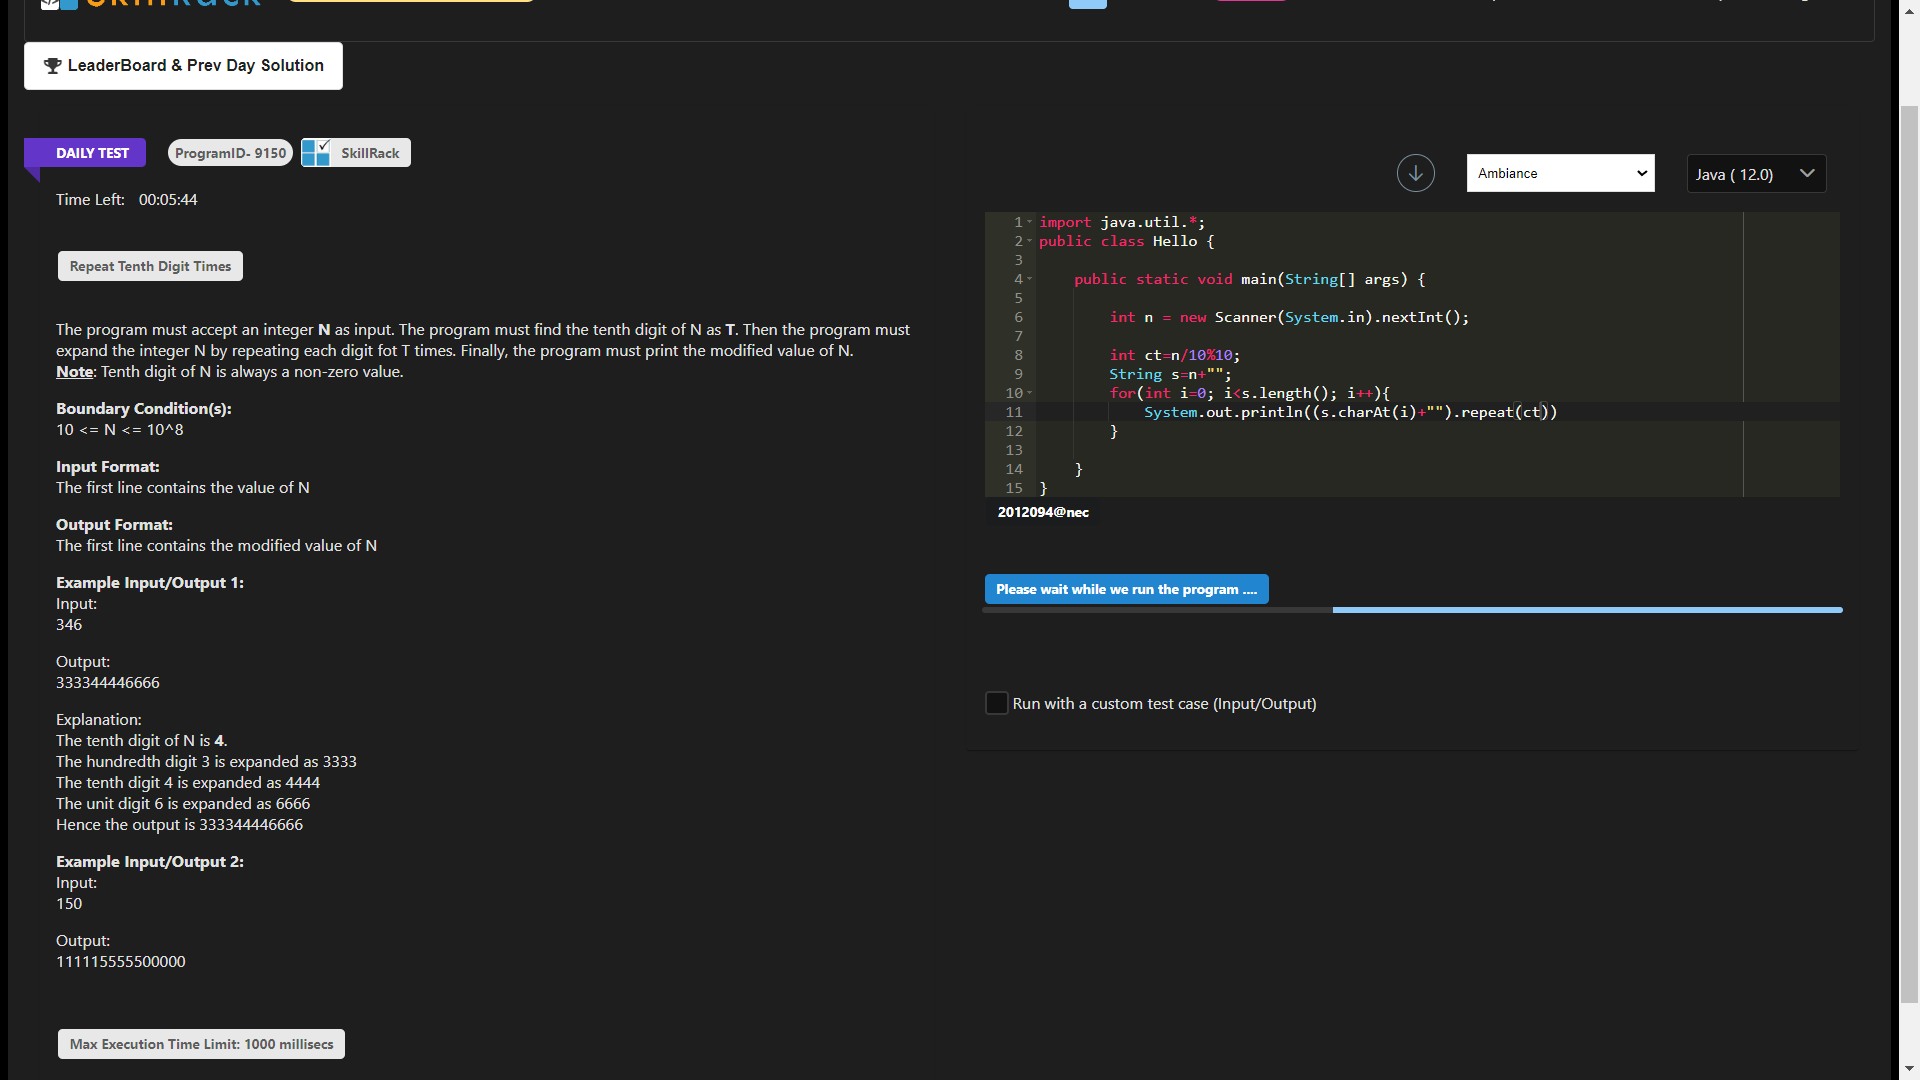 SkillRack
LeaderBoard & Prev Day Solution
DAILY TEST
ProgramID- 9150
SkillRack
Time Left: 00:05:44
Repeat Tenth Digit Times
The program must accept an integer N as input. The program must find the tenth digit of N as T. Then the program must
expand the integer N by repeating each digit fot T times. Finally, the program must print the modified value of N.
Note: Tenth digit of N is always a non-zero value.
Boundary Condition(s):
10 <= N <= 10^8
Input Format:
The first line contains the value of N
Output Format:
The first line contains the modified value of N
Example Input/Output 1:
Input:
346
Output:
333344446666
Explanation:
The tenth digit of N is 4.
The hundredth digit 3 is expanded as 3333
The tenth digit 4 is expanded as 4444
The unit digit 6 is expanded as 6666
Hence the output is 333344446666
Example Input/Output 2:
Input:
150
Output:
111115555500000
Max Execution Time Limit: 1000 millisecs
Ambiance
Java ( 12.0)
1 import java.util.*;
2 public class Hello {
3
4 public static void main(String[] args) {
5
6 int n = new Scanner(System.in).nextInt();
7
8 int ct=n/10%10;
9 String s=n+"";
10 for(int i=0; i<s.length(); i++){
11 System.out.println((s.charAt(i)+"").repeat(ct))
12 }
13
14 }
15 }
2012094@nec
Please wait while we run the program ....
Run with a custom test case (Input/Output)